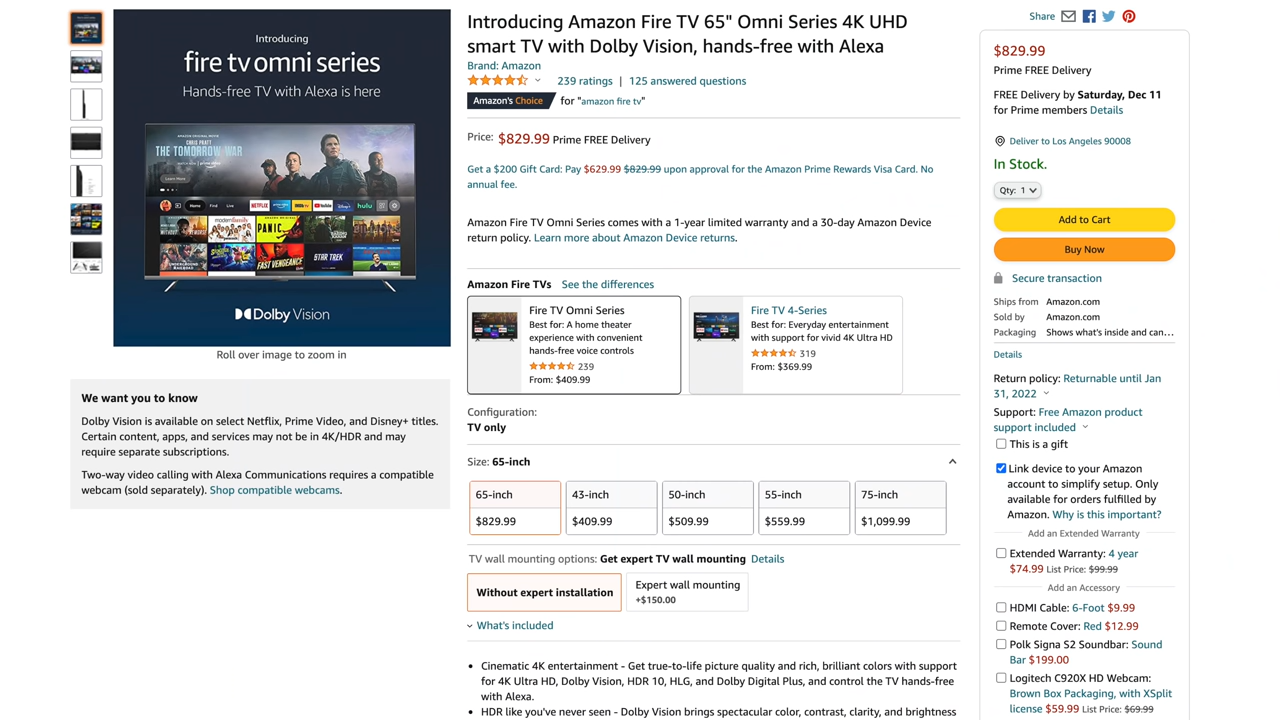 Introducing
fire tv omni series
Hands-free TV with Alexa is here
AMAZON ORIGINAL MOVIE
CHRIS PRATT
THE TOMORROW WAR
Learn More
Home Find Live NETFLIX YouTube Disney+ hulu
modern family
PANIC
UNDERGROUND RAILROAD
VENGEANCE
STAR TREK
Dolby Vision
Roll over image to zoom in
We want you to know
Dolby Vision is available on select Netflix, Prime Video, and Disney+ titles.
Certain content, apps, and services may not be in 4K/HDR and may
require separate subscriptions.
Two-way video calling with Alexa Communications requires a compatible
webcam (sold separately). Shop compatible webcams.
Introducing Amazon Fire TV 65" Omni Series 4K UHD
smart TV with Dolby Vision, hands-free with Alexa
Brand: Amazon
239 ratings | 125 answered questions
Amazon's Choice for "amazon fire tv"
Price: $829.99 Prime FREE Delivery
Get a $200 Gift Card: Pay $629.99 $829.99 upon approval for the Amazon Prime Rewards Visa Card. No
annual fee.
Amazon Fire TV Omni Series comes with a 1-year limited warranty and a 30-day Amazon Device
return policy. Learn more about Amazon Device returns.
Amazon Fire TVs See the differences
Fire TV Omni Series
Best for: A home theater
experience with convenient
hands-free voice controls
239
From: $409.99
Fire TV 4-Series
Best for: Everyday entertainment
with support for vivid 4K Ultra HD
319
From: $369.99
Configuration:
TV only
Size: 65-inch
65-inch 43-inch 50-inch 55-inch 75-inch
$829.99 $409.99 $509.99 $559.99 $1,099.99
TV wall mounting options: Get expert TV wall mounting Details
Without expert installation
Expert wall mounting
+$150.00
What's included
• Cinematic 4K entertainment - Get true-to-life picture quality and rich, brilliant colors with support
for 4K Ultra HD, Dolby Vision, HDR 10, HLG, and Dolby Digital Plus, and control the TV hands-free
with Alexa.
• HDR like you've never seen - Dolby Vision brings spectacular color, contrast, clarity, and brightness
Share
$829.99
Prime FREE Delivery
FREE Delivery by Saturday, Dec 11
for Prime members Details
Deliver to Los Angeles 90008
In Stock.
Qty: 1
Add to Cart
Buy Now
Secure transaction
Ships from Amazon.com
Sold by Amazon.com
Packaging Shows what's inside and can…
Details
Return policy: Returnable until Jan
31, 2022
Support: Free Amazon product
support included
This is a gift
Link device to your Amazon
account to simplify setup. Only
available for orders fulfilled by
Amazon. Why is this important?
Add an Extended Warranty
Extended Warranty: 4 year
$74.99 List Price: $99.99
Add an Accessory
HDMI Cable: 6-Foot $9.99
Remote Cover: Red $12.99
Polk Signa S2 Soundbar: Sound
Bar $199.00
Logitech C920X HD Webcam:
Brown Box Packaging, with XSplit
license $59.99 List Price: $69.99